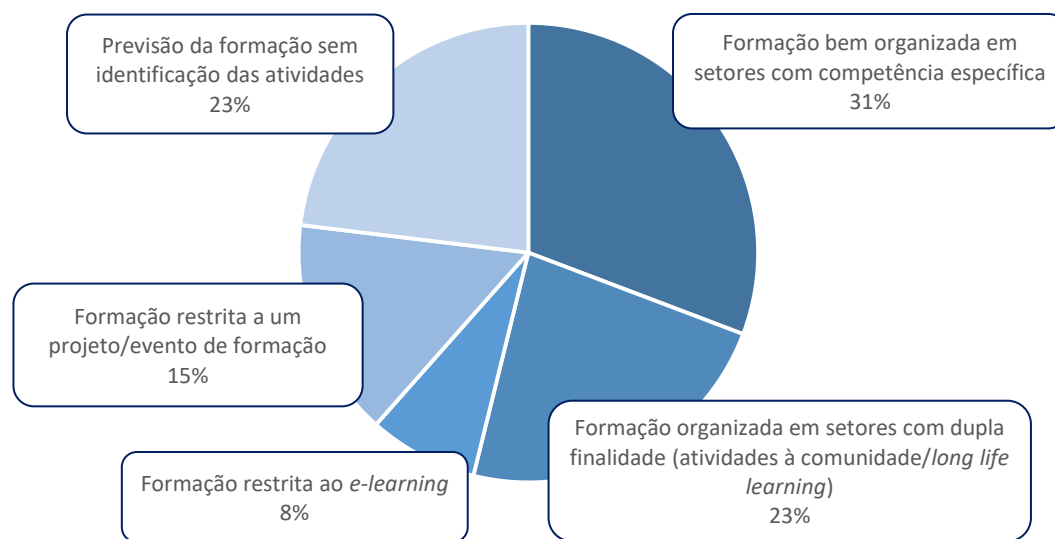 Previsão da formação sem
identificação das atividades
23%
Formação bem organizada em
setores com competência específica
31%
Formação restrita a um
projeto/evento de formação
15%
Formação restrita ao e-learning
8%
Formação organizada em setores com dupla
finalidade (atividades à comunidade/long life
learning)
23%